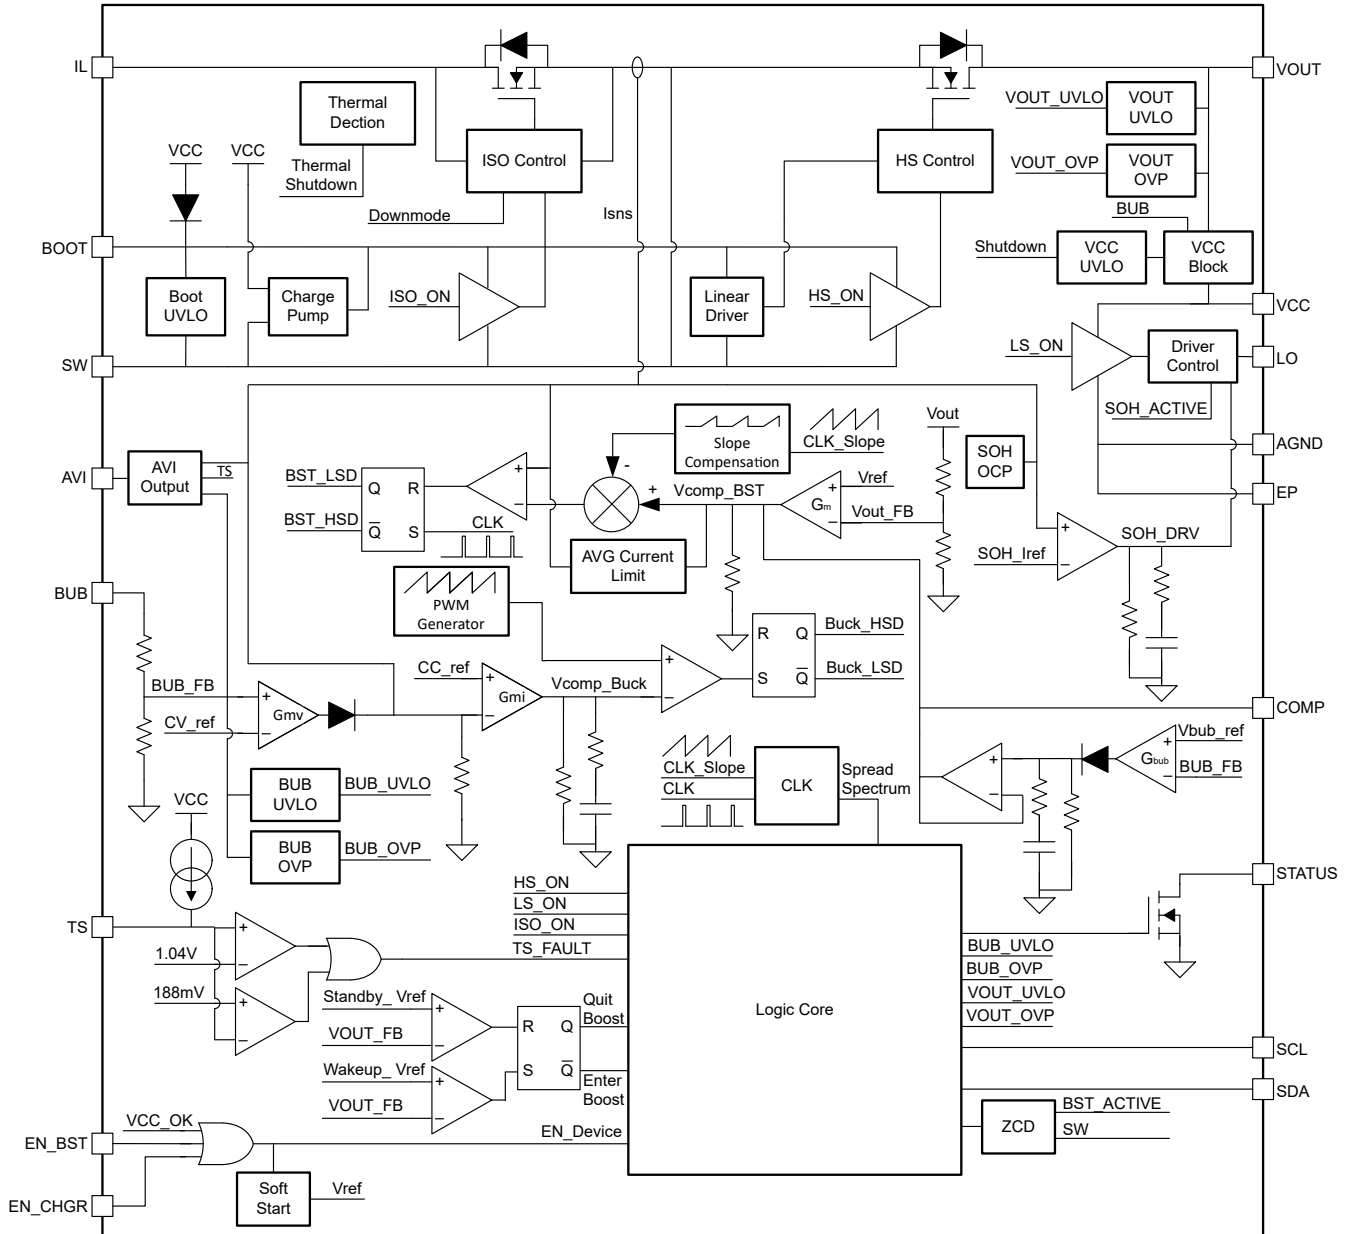 IL
VOUT
Thermal
Dection
Thermal
Shutdown
ISO Control
Downmode
HS Control
VOUT_UVLO
VOUT
UVLO
VOUT_OVP
VOUT
OVP
BUB
Shutdown
VCC
UVLO
VCC
Block
VCC
VCC
Isns
BOOT
Boot
UVLO
Charge
Pump
ISO_ON
Linear
Driver
HS_ON
VCC
SW
LS_ON
Driver
Control
LO
SOH_ACTIVE
AGND
EP
AVI
AVI
Output
TS
BST_LSD
BST_HSD
Q
R
Q
S
CLK
+
−
Slope
Compensation
CLK_Slope
-
+
Vcomp_BST
AVG Current
Limit
Gm
+
−
Vref
Vout_FB
Vout
SOH
OCP
SOH_Iref
+
−
SOH_DRV
BUB
PWM
Generator
BUB_FB
CV_ref
+
−
Gmv
CC_ref
+
−
Gmi
Vcomp_Buck
+
−
R
Q
S
Q
Buck_HSD
Buck_LSD
COMP
BUB
UVLO
BUB_UVLO
BUB
OVP
BUB_OVP
VCC
CLK_Slope
CLK
CLK
Spread
Spectrum
+
−
Vbub_ref
+
Gbub
−
BUB_FB
STATUS
TS
1.04V
+
−
188mV
+
−
HS_ON
LS_ON
ISO_ON
TS_FAULT
Standby_ Vref
+
VOUT_FB
−
Wakeup_ Vref
+
VOUT_FB
−
R
Q
S
Q
Quit
Boost
Enter
Boost
Logic Core
BUB_UVLO
BUB_OVP
VOUT_UVLO
VOUT_OVP
SCL
SDA
ZCD
BST_ACTIVE
SW
VCC_OK
EN_BST
EN_Device
EN_CHGR
Soft
Start
Vref